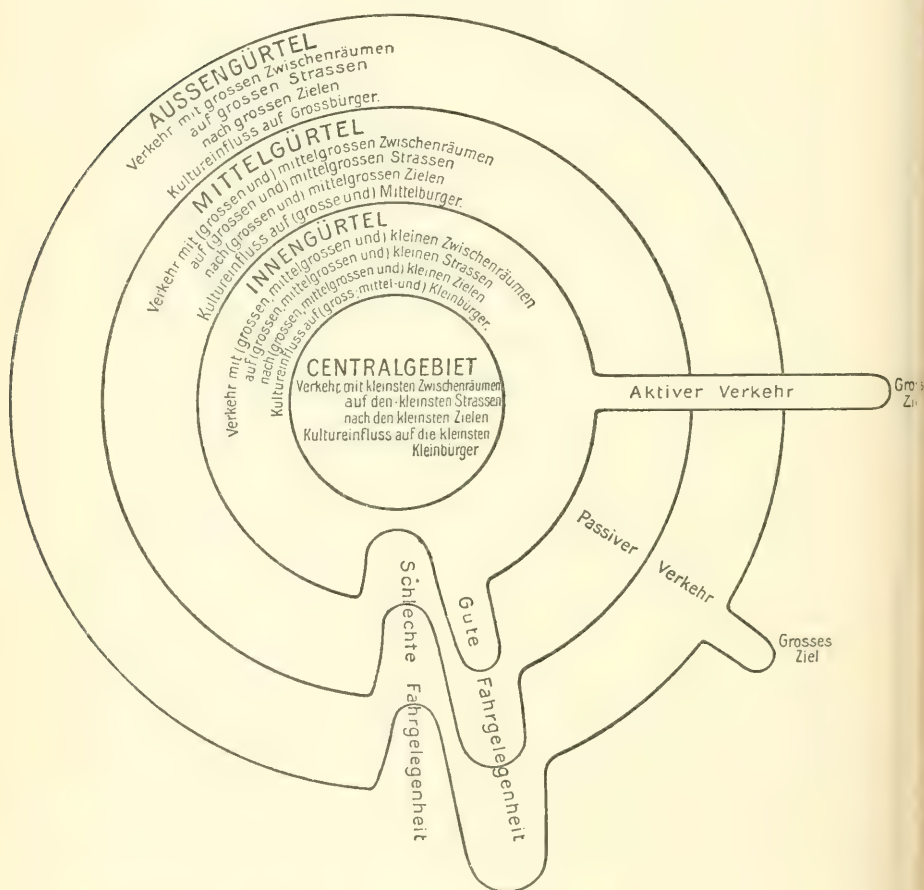 AUSSENGÜRTEL
Verkehr mit grossen Zwischenräumen
auf grossen Strassen
nach grossen Zielen
Kultureinfluss auf Grossbürger.
MITTELGÜRTEL
Verkehr mit (grossen und) mittelgrossen Zwischenräumen
auf (grossen und) mittelgrossen Strassen
nach (grossen und) mittelgrossen Zielen
Kultureinfluss auf (grosse und) Mittelburger.
INNENGÜRTEL
Verkehr mit (grossen, mittelgrossen und) kleinen Zwischenräumen
auf (grossen, mittelgrossen und) kleinen Strassen
nach (grossen, mittelgrossen und) kleinen Zielen
Kultureinfluss auf (gross-mittel-und) Kleinbürger.
CENTRALGEBIET
Verkehr mit kleinsten Zwischenräumen
auf den kleinsten Strassen
nach den kleinsten Zielen
Kultureinfluss auf die kleinsten
Kleinbürger
Aktiver Verkehr
Passiver Verkehr
Grosses
Ziel
Schlechte Fahrgelegenheit
Gute Fahrgelegenheit